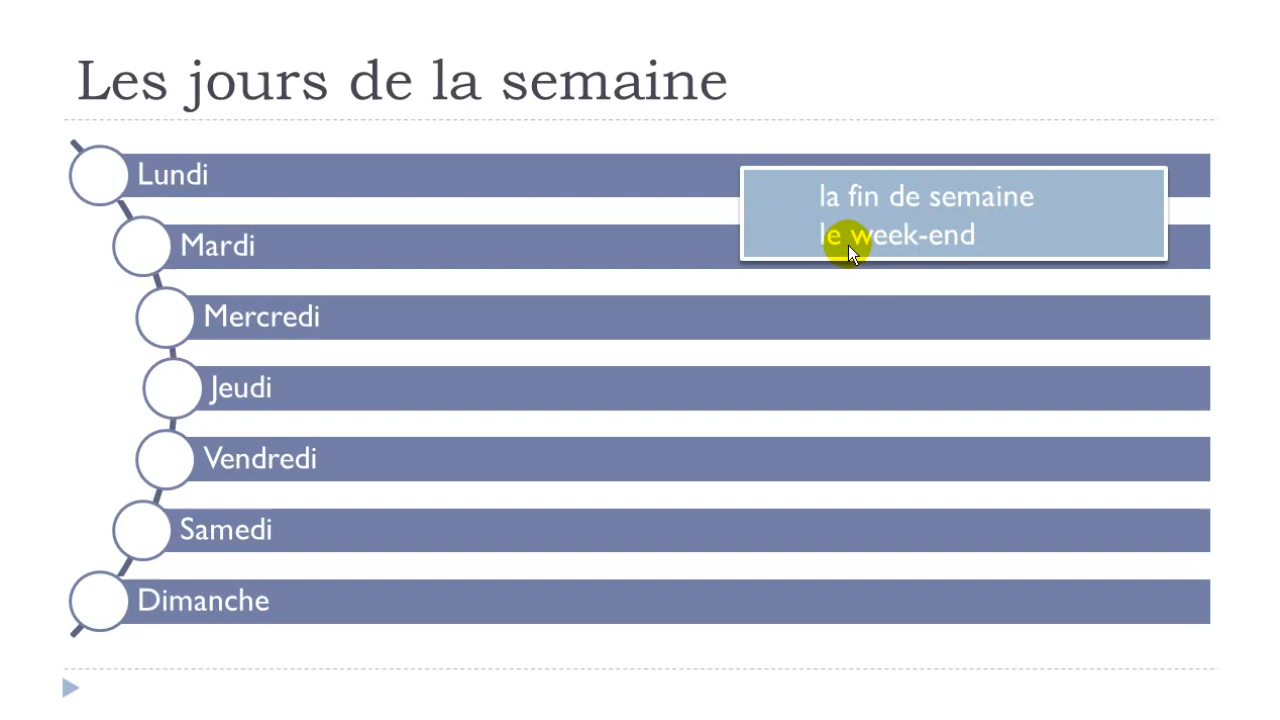 Les jours de la semaine
Lundi
la fin de semaine
le week-end
Mardi
Mercredi
Jeudi
Vendredi
Samedi
Dimanche